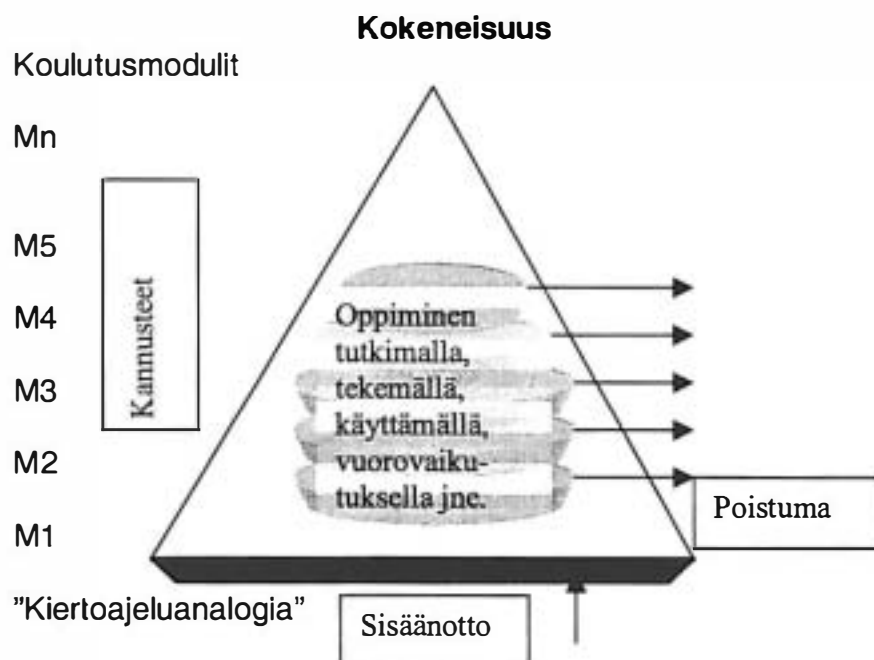 Kokeneisuus
Koulutusmodulit
Mn
M5
M4
M3
M2
M1
Kannusteet
Oppiminen
tutkimalla,
tekemällä,
käyttämällä,
vuorovaiku-
tuksella jne.
Poistuma
"Kiertoajeluanalogia"
Sisäänotto